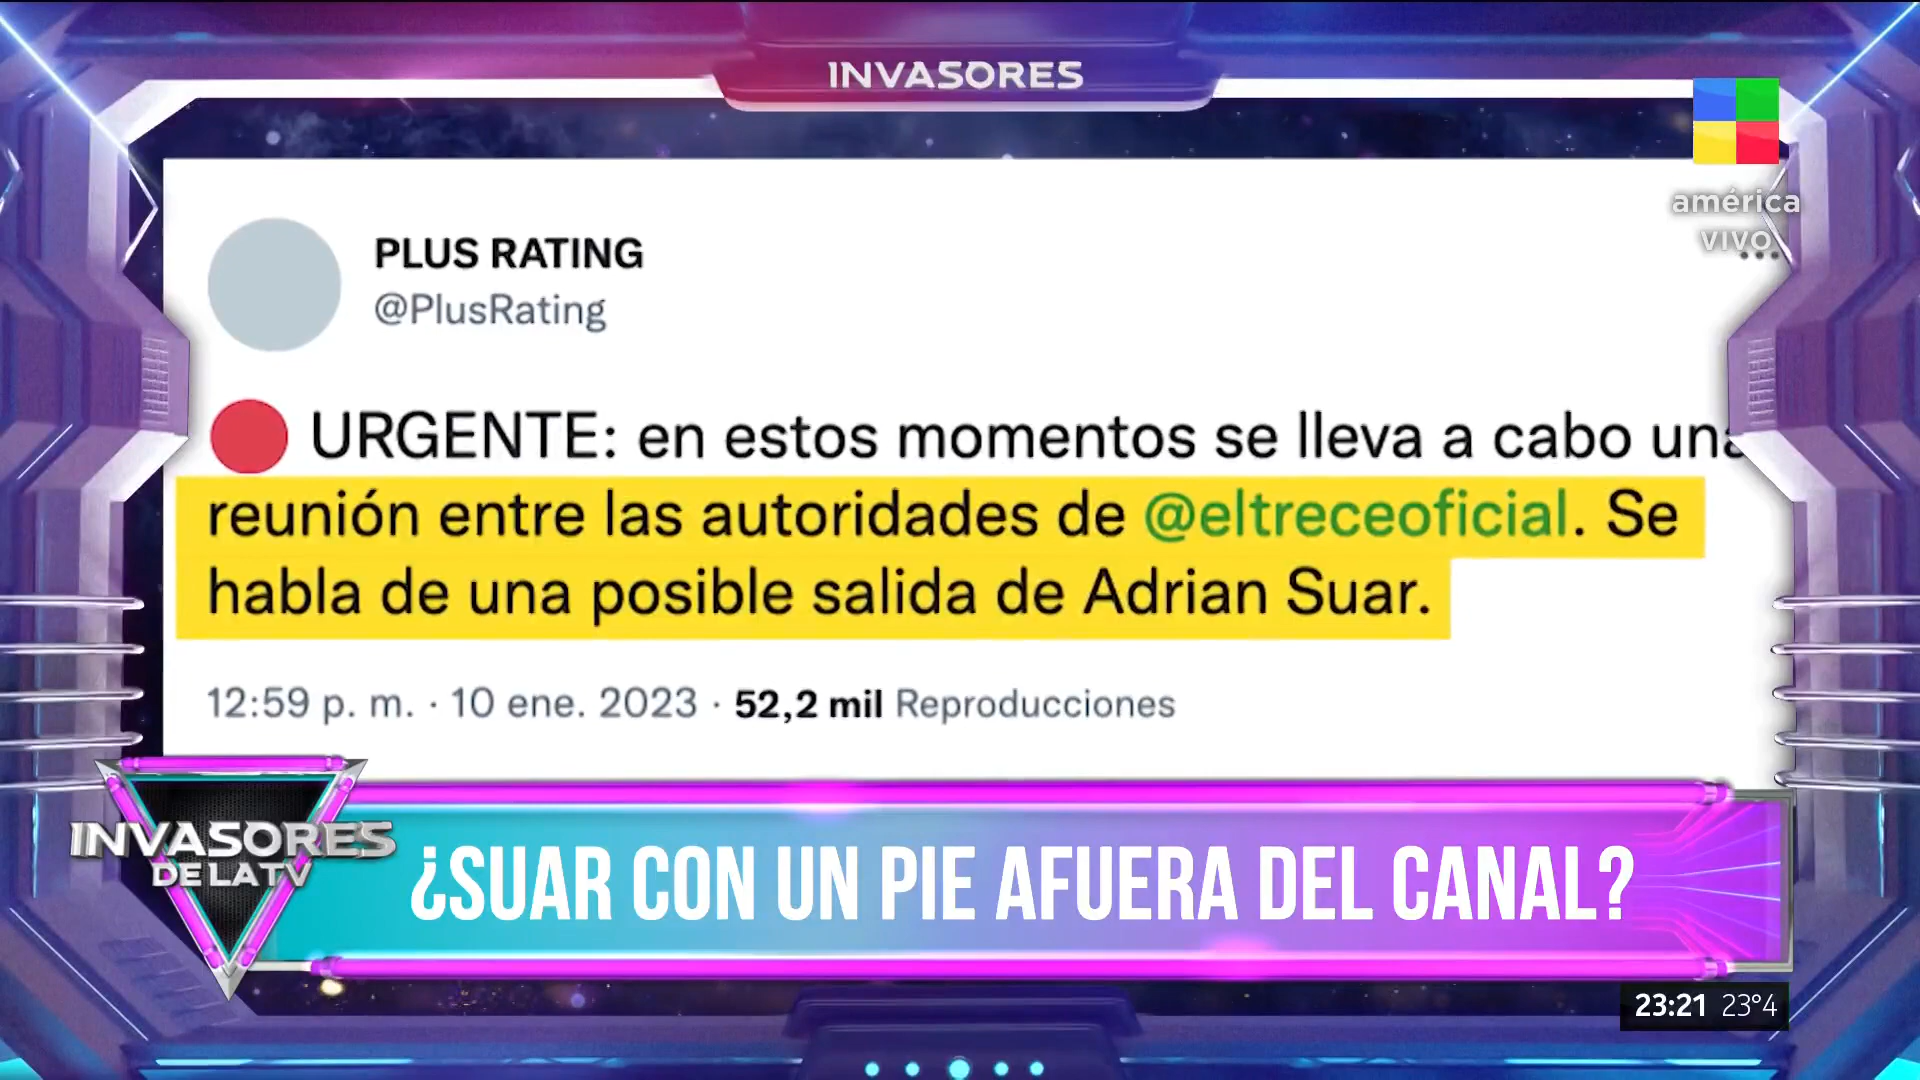 INVASORES
américa
VIVO
PLUS RATING
@PlusRating
URGENTE: en estos momentos se lleva a cabo una
reunión entre las autoridades de @eltreceoficial. Se
habla de una posible salida de Adrian Suar.
12:59 p. m. · 10 ene. 2023 · 52,2 mil Reproducciones
INVASORES
DE LA TV
¿SUAR CON UN PIE AFUERA DEL CANAL?
23:21 23°4